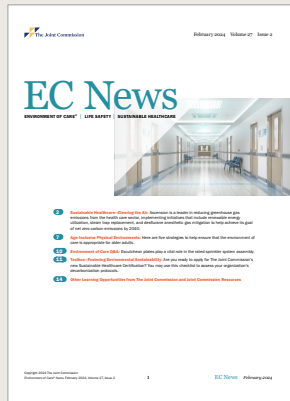 The Joint Commission
February 2024 Volume 27 Issue 2
EC News
ENVIRONMENT OF CARE® | LIFE SAFETY | SUSTAINABLE HEALTHCARE
2 Sustainable Healthcare—Clearing the Air: Ascension is a leader in reducing greenhouse gas
emissions from the health care sector, implementing initiatives that include renewable energy
utilization, steam trap replacement, and desflurane anesthetic gas mitigation to help achieve its goal
of net zero carbon emissions by 2040.
7 Age-Inclusive Physical Environments: Here are five strategies to help ensure that the environment of
care is appropriate for older adults.
10 Environment of Care Q&A: Escutcheon aides play a vital role in the rated-sprinkler-system assembly.
11 Toolbox—Fostering Environmental Sustainability: Are you ready to apply for The Joint Commission's
new Sustainable Healthcare Certification? You may use this checklist to assess your organization's
decarbonization protocols.
14 Other Learning Opportunities from The Joint Commission and Joint Commission Resources
Copyright 2024 The Joint Commission
Environment of Care® News, February 2024, Volume 27, Issue 2
1
EC News February 2024